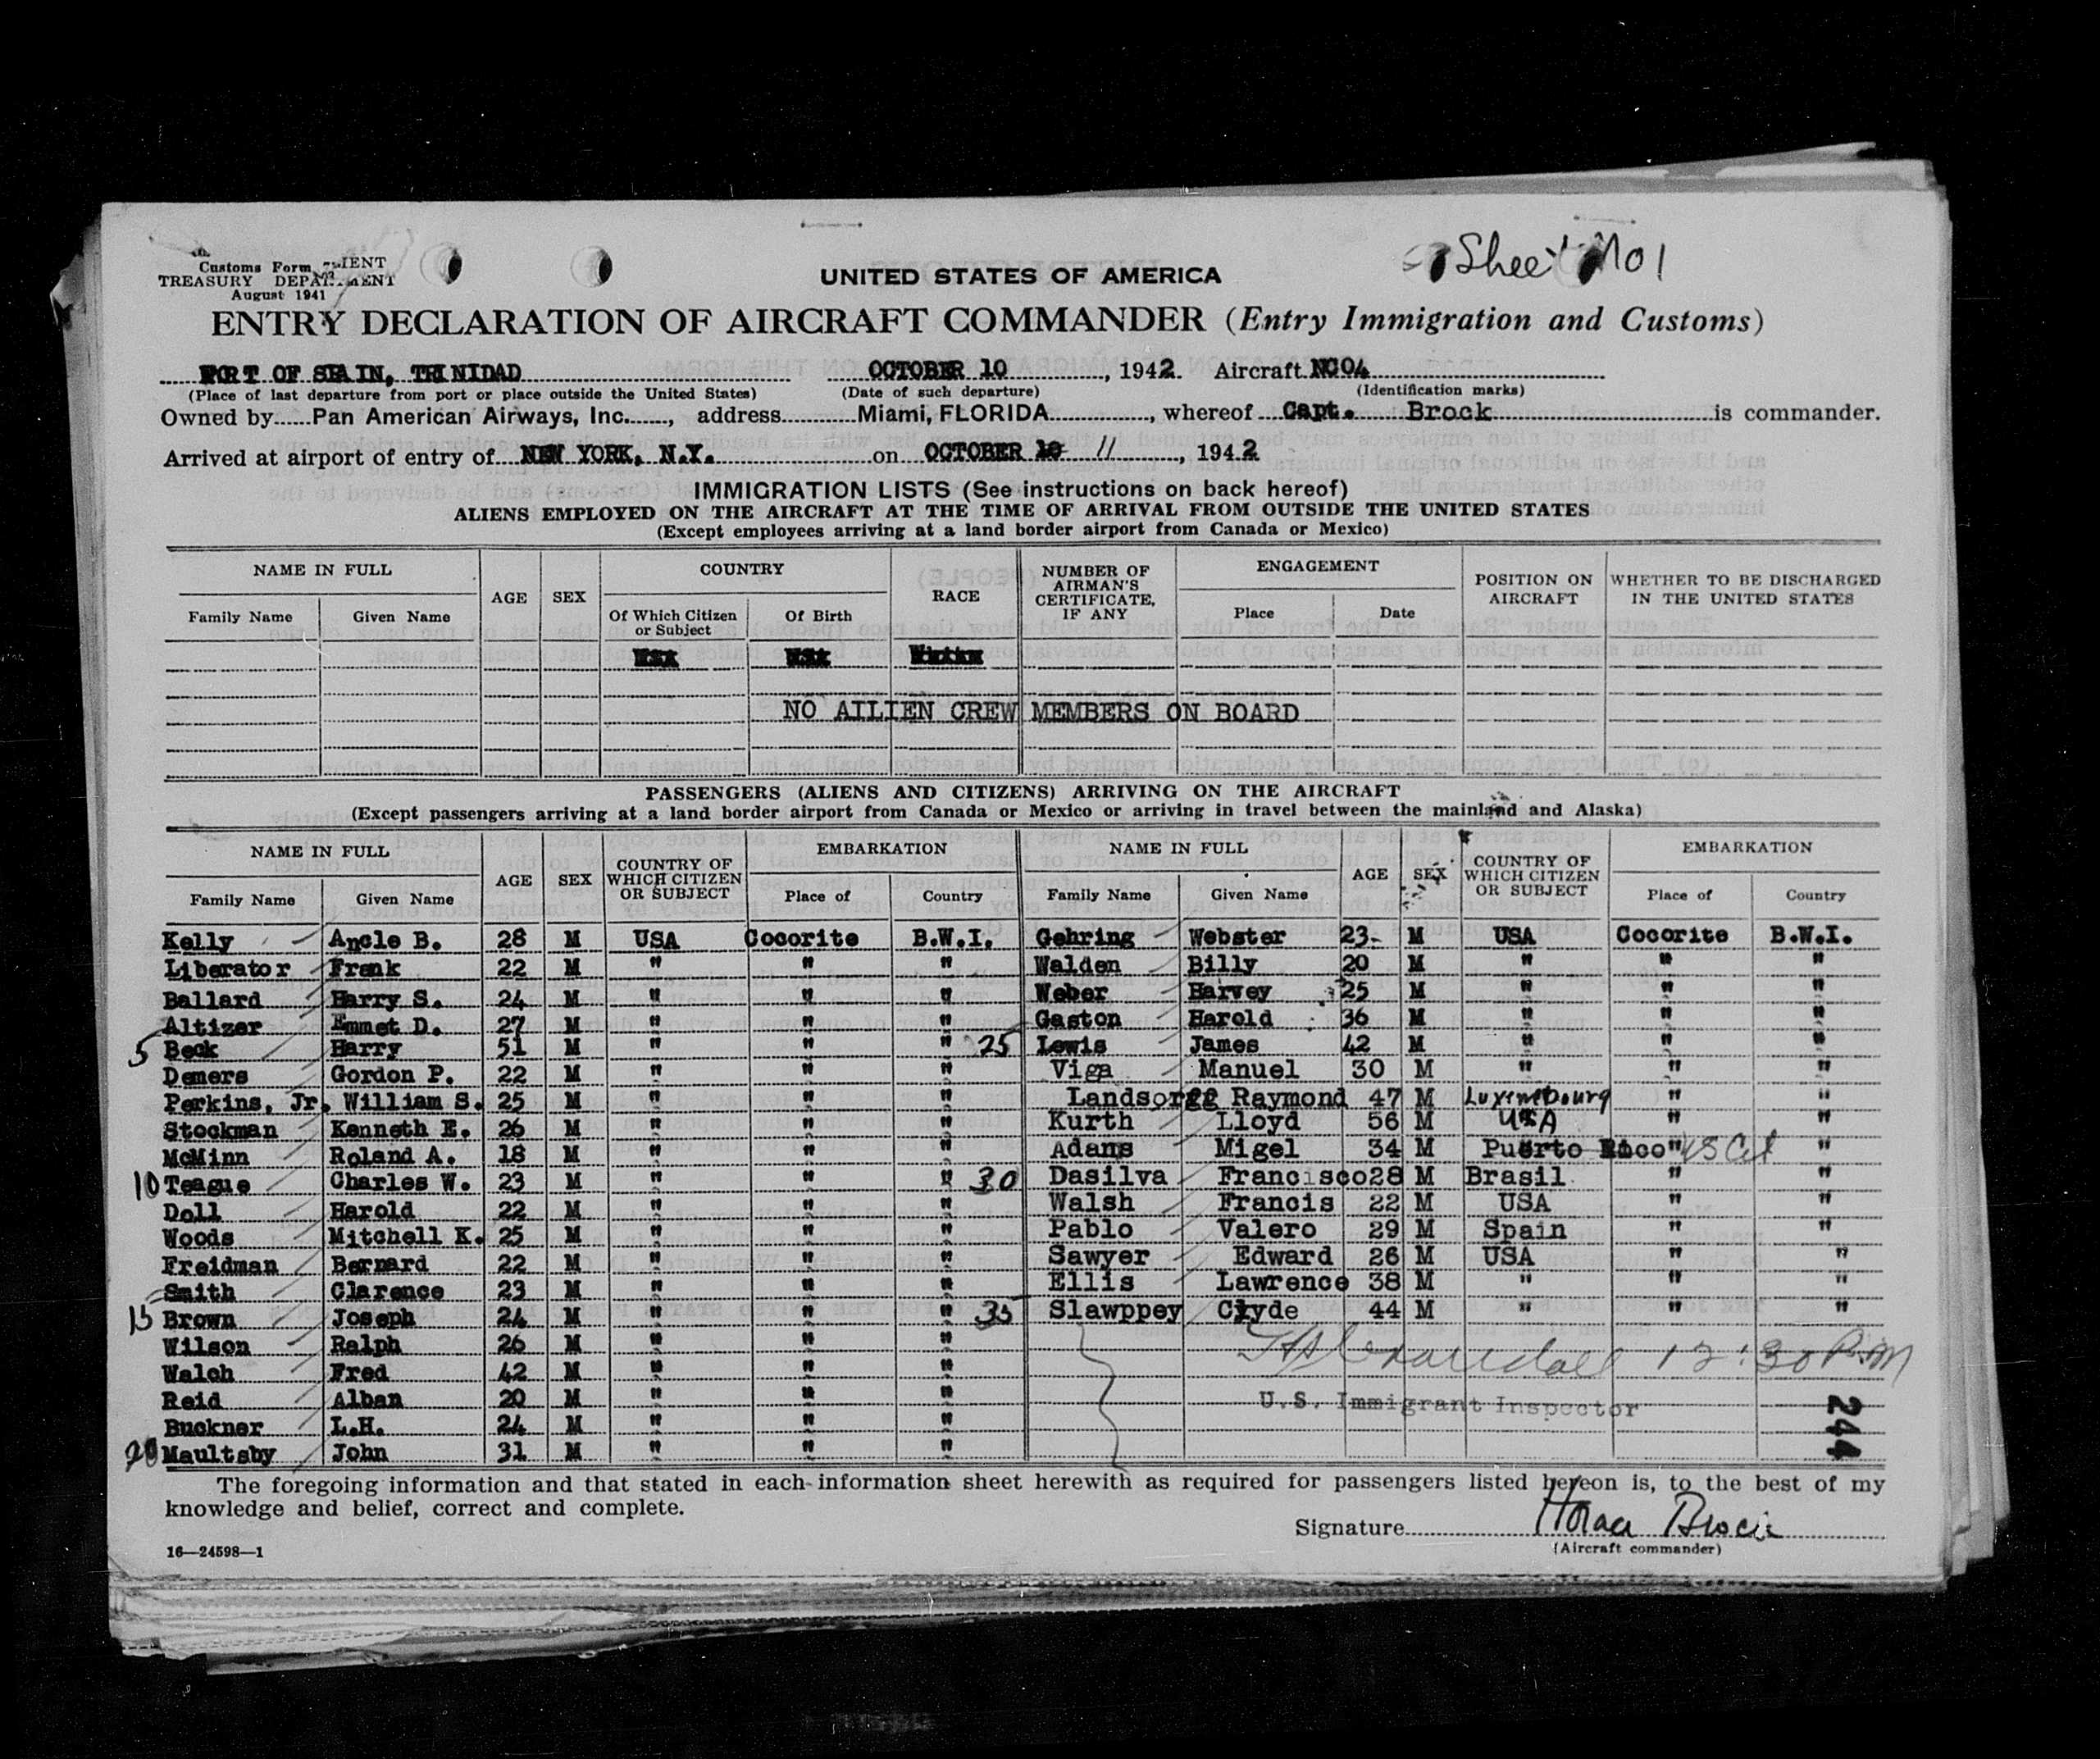 Sheet No 1
Customs Form
TREASURY DEPARTMENT
August 1941
UNITED STATES OF AMERICA
ENTRY DECLARATION OF AIRCRAFT COMMANDER (Entry Immigration and Customs)
PORT OF SPAIN, TRINIDAD OCTOBER 10, 1942. Aircraft NC04
(Place of last departure from port or place outside the United States) (Date of such departure) (Identification marks)
Owned by Pan American Airways, Inc., address Miami, FLORIDA, whereof Capt. Brock is commander.
Arrived at airport of entry of NEW YORK, N.Y. on OCTOBER 10 11, 1942
IMMIGRATION LISTS (See instructions on back hereof)
ALIENS EMPLOYED ON THE AIRCRAFT AT THE TIME OF ARRIVAL FROM OUTSIDE THE UNITED STATES
(Except employees arriving at a land border airport from Canada or Mexico)
NAME IN FULL AGE SEX COUNTRY RACE NUMBER OF AIRMAN'S CERTIFICATE, IF ANY ENGAGEMENT POSITION ON AIRCRAFT WHETHER TO BE DISCHARGED IN THE UNITED STATES
Family Name Given Name Of Which Citizen or Subject Of Birth Place Date
NO AILIEN CREW MEMBERS ON BOARD
PASSENGERS (ALIENS AND CITIZENS) ARRIVING ON THE AIRCRAFT
(Except passengers arriving at a land border airport from Canada or Mexico or arriving in travel between the mainland and Alaska)
NAME IN FULL AGE SEX COUNTRY OF WHICH CITIZEN OR SUBJECT EMBARKATION NAME IN FULL AGE SEX COUNTRY OF WHICH CITIZEN OR SUBJECT EMBARKATION
Family Name Given Name Place of Country Family Name Given Name Place of Country
Kelly Ancle B. 28 M USA Cocorite B.W.I. Gehring Webster 23 M USA Cocorite B.W.I.
Liberator Frank 22 M " " " Walden Billy 20 M " " "
Ballard Harry S. 24 M " " " Weber Harvey 25 M " " "
Altizer Emmet D. 27 M " " " Gaston Harold 36 M " " "
5 Beck Harry 51 M " " " 25 Lewis James 42 M " " "
Demers Gordon P. 22 M " " " Viga Manuel 30 M " " "
Perkins, Jr. William S. 25 M " " " Raymond 47 M Luxembourg " "
Stockman Kenneth E. 26 M " " " Kurth Lloyd 56 M USA " "
McMinn Roland A. 18 M " " " Adams Migel 34 M Puerto Rico " US Cit "
10 Teague Charles W. 23 M " " " 30 Dasilva Francisco 28 M Brasil " "
Doll Harold 22 M " " " Walsh Francis 22 M USA " "
Woods Mitchell K. 25 M " " " Pablo Valero 29 M Spain " "
Freidman Bernard 22 M " " " Sawyer Edward 26 M USA " "
Smith Clarence 23 M " " " Ellis Lawrence 38 M " " "
15 Brown Joseph 24 M " " " 35 Slawppey Clyde 44 M " " "
Wilson Ralph 26 M " " " 12:30 P.M
Walch Fred 42 M " " "
Reid Alban 20 M " " " U.S. Immigrant Inspector
Buckner L.H. 24 M " " " 244
20 Maultsby John 31 M " " "
The foregoing information and that stated in each information sheet herewith as required for passengers listed hereon is, to the best of my
knowledge and belief, correct and complete.
Signature Horace Brock
(Aircraft commander)
16—24598—1